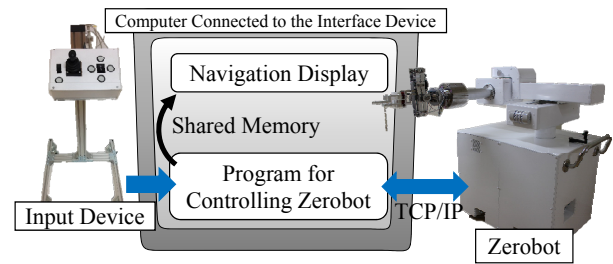 Computer Connected to the Interface Device
Navigation Display
Shared Memory
Program for
Controlling Zerobot
Input Device
TCP/IP
Zerobot